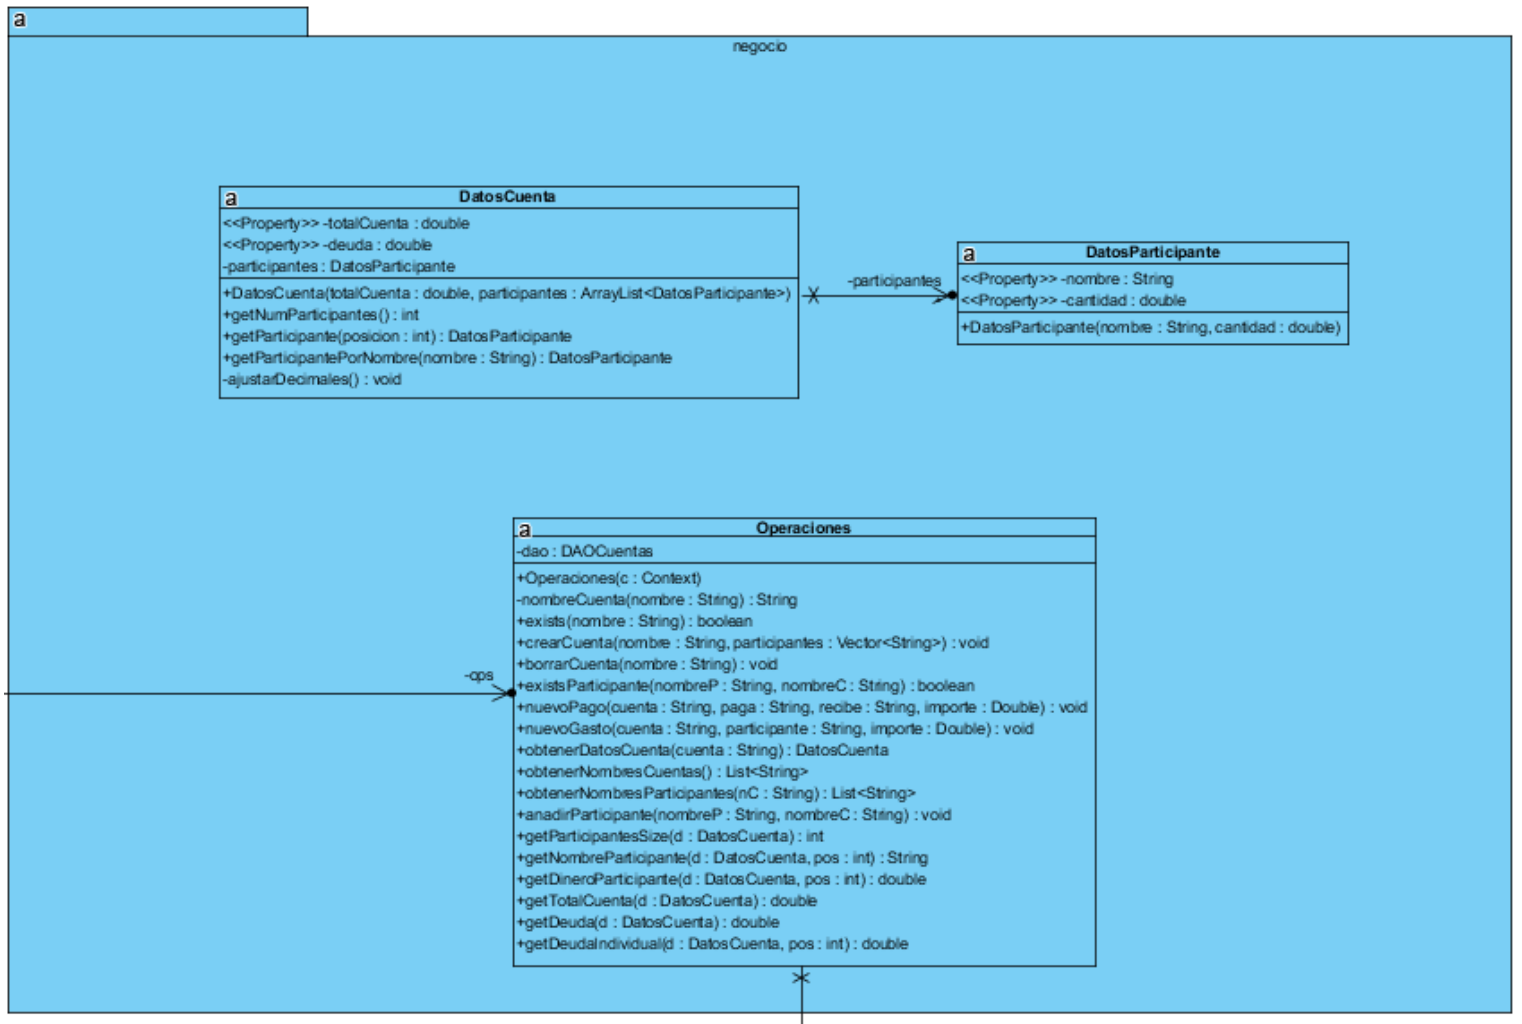 a
negocio
a
DatosCuenta
<<Property>> -totalCuenta : double
<<Property>> -deuda : double
-participantes : DatosParticipante
+DatosCuenta(totalCuenta : double, participantes : ArrayList<DatosParticipante>)
+getNumParticipantes() : int
+getParticipante(posicion : int) : DatosParticipante
+getParticipantePorNombre(nombre : String) : DatosParticipante
-ajustarDecimales() : void
-participantes
a
DatosParticipante
<<Property>> -nombre : String
<<Property>> -cantidad : double
+DatosParticipante(nombre : String, cantidad : double)
-ops
a
Operaciones
-dao : DAOCuentas
+Operaciones(c : Context)
-nombreCuenta(nombre : String) : String
+exists(nombre : String) : boolean
+crearCuenta(nombre : String, participantes : Vector<String>) : void
+borrarCuenta(nombre : String) : void
+existsParticipante(nombreP : String, nombreC : String) : boolean
+nuevoPago(cuenta : String, paga : String, recibe : String, importe : Double) : void
+nuevoGasto(cuenta : String, participante : String, importe : Double) : void
+obtenerDatosCuenta(cuenta : String) : DatosCuenta
+obtenerNombresCuentas() : List<String>
+obtenerNombresParticipantes(nC : String) : List<String>
+anadirParticipante(nombreP : String, nombreC : String) : void
+getParticipantesSize(d : DatosCuenta) : int
+getNombreParticipante(d : DatosCuenta, pos : int) : String
+getDineroParticipante(d : DatosCuenta, pos : int) : double
+getTotalCuenta(d : DatosCuenta) : double
+getDeuda(d : DatosCuenta) : double
+getDeudaIndividual(d : DatosCuenta, pos : int) : double